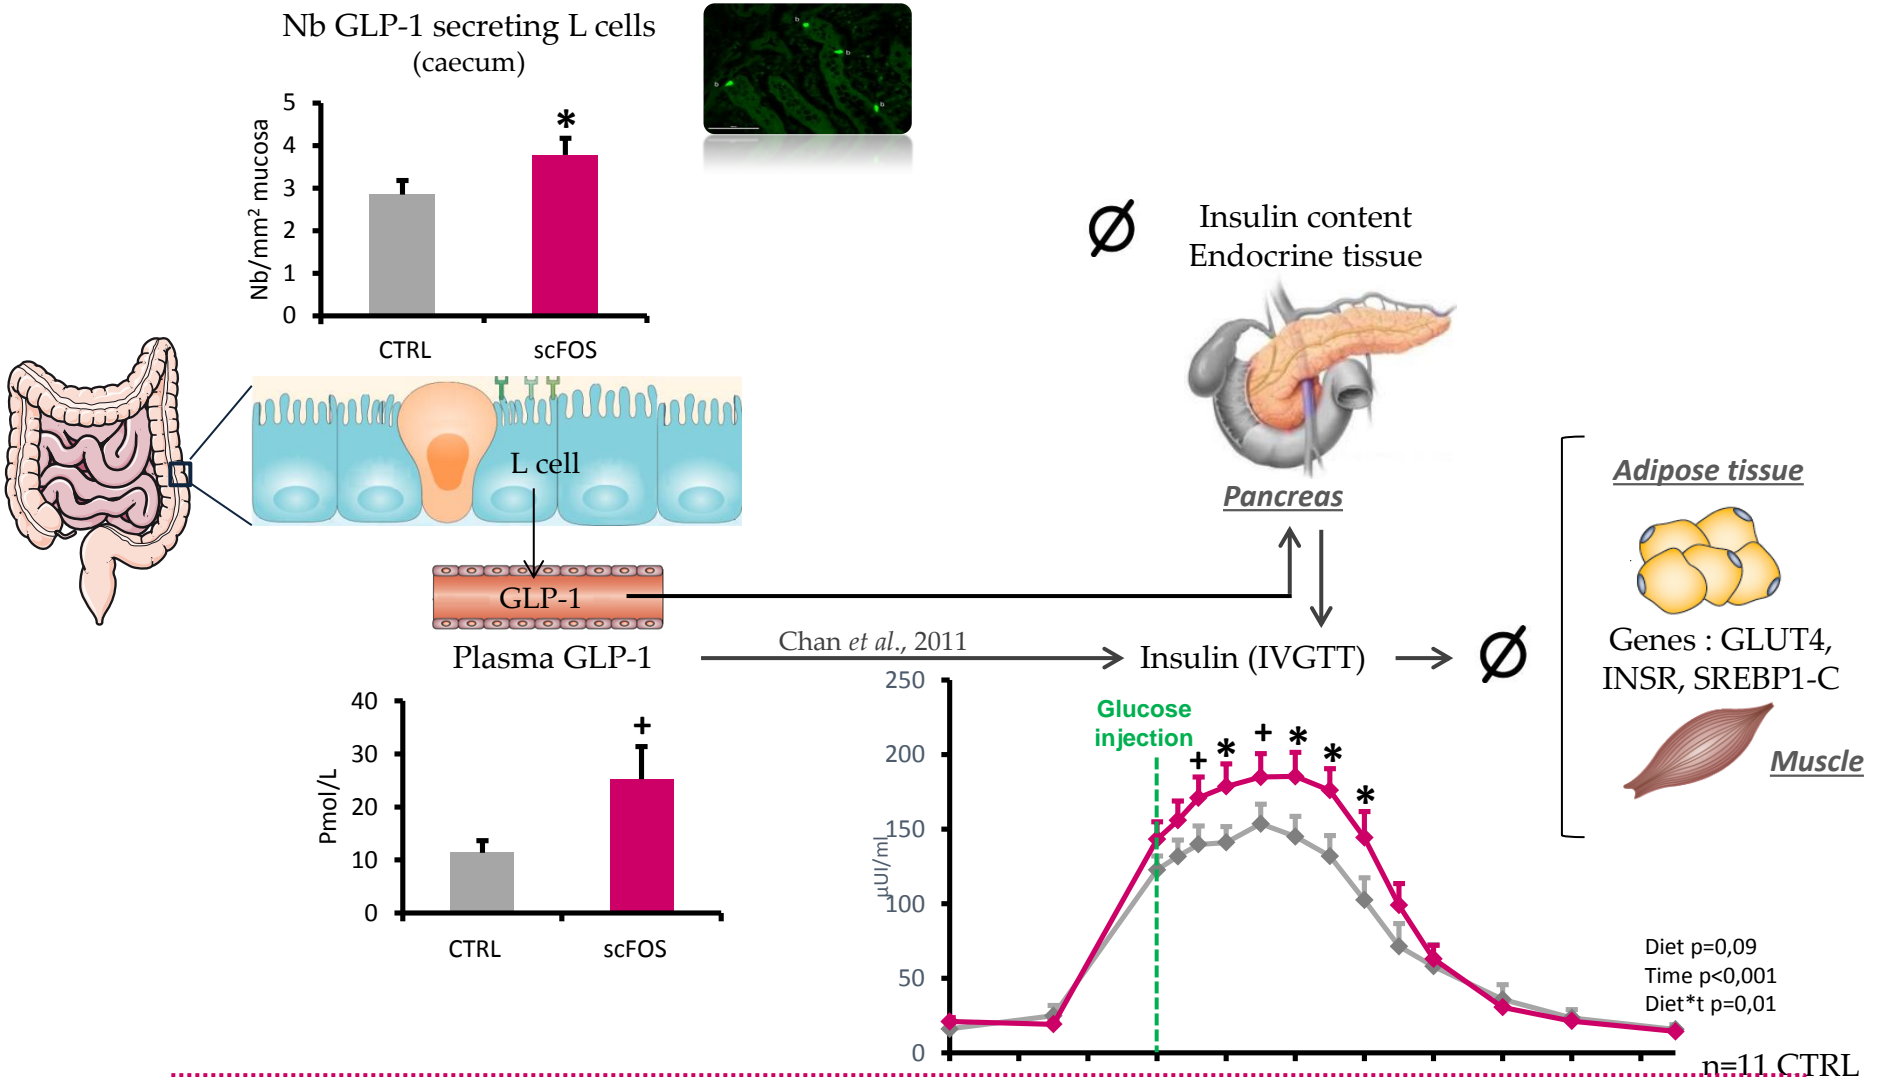 Nb GLP-1 secreting L cells
(caecum)
b
b
b
b
Nb/mm² mucosa
5
4
3
2
1
0
*
CTRL
scFOS
Ø
Insulin content
Endocrine tissue
Pancreas
L cell
GLP-1
Plasma GLP-1
Chan et al., 2011
Insulin (IVGTT)
Ø
Adipose tissue
Genes : GLUT4,
INSR, SREBP1-C
Muscle
Pmol/L
40
30
20
10
0
+
CTRL
scFOS
µUI/ml
250
200
150
100
50
0
Glucose
injection
+ * + * * *
Diet p=0,09
Time p<0,001
Diet*t p=0,01
n=11 CTRL